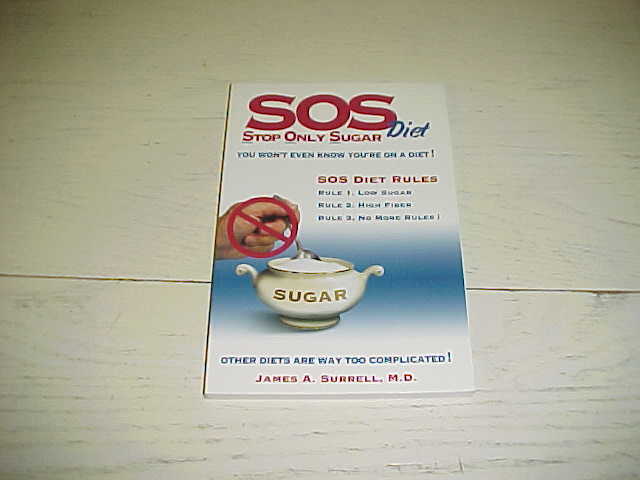 SOS
STOP ONLY SUGAR Diet
YOU WON'T EVEN KNOW YOU'RE ON A DIET!
SOS DIET RULES
RULE 1. LOW SUGAR
RULE 2. HIGH FIBER
RULE 3. NO MORE RULES!
SUGAR
OTHER DIETS ARE WAY TOO COMPLICATED!
JAMES A. SURRELL, M.D.